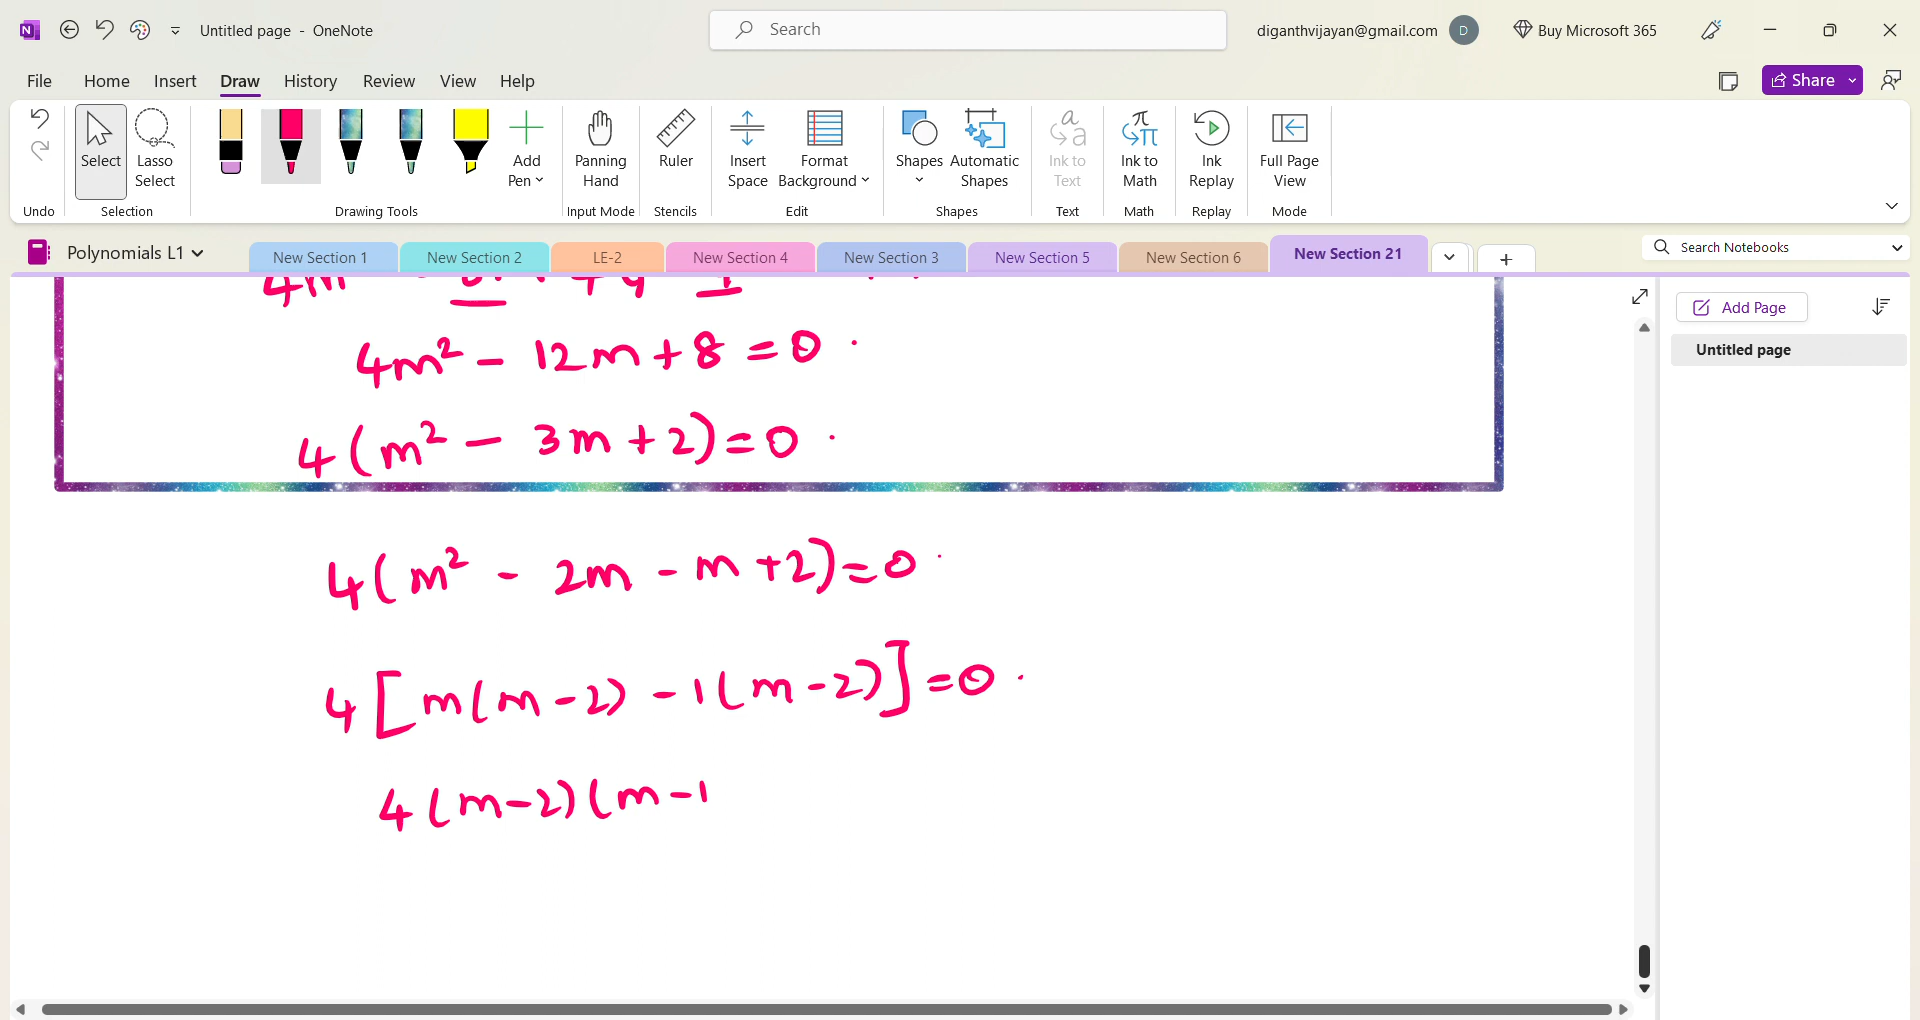 Untitled page - OneNote
Search
diganthvijayan@gmail.com
D
Buy Microsoft 365
File Home Insert Draw History Review View Help
Share
Select
Lasso Select
Add Pen
Panning Hand
Ruler
Insert Space
Format Background
Shapes
Automatic Shapes
Ink to Text
Ink to Math
Ink Replay
Full Page View
Undo
Selection
Drawing Tools
Input Mode
Stencils
Edit
Shapes
Text
Math
Replay
Mode
Polynomials L1
New Section 1
New Section 2
LE-2
New Section 4
New Section 3
New Section 5
New Section 6
New Section 21
Search Notebooks
Add Page
Untitled page
4m² - 12m + 8 = 0 .
4(m² - 3m + 2) = 0 .
4(m² - 2m - m + 2) = 0 .
4[m(m - 2) - 1(m - 2)] = 0 .
4(m - 2)(m - 1